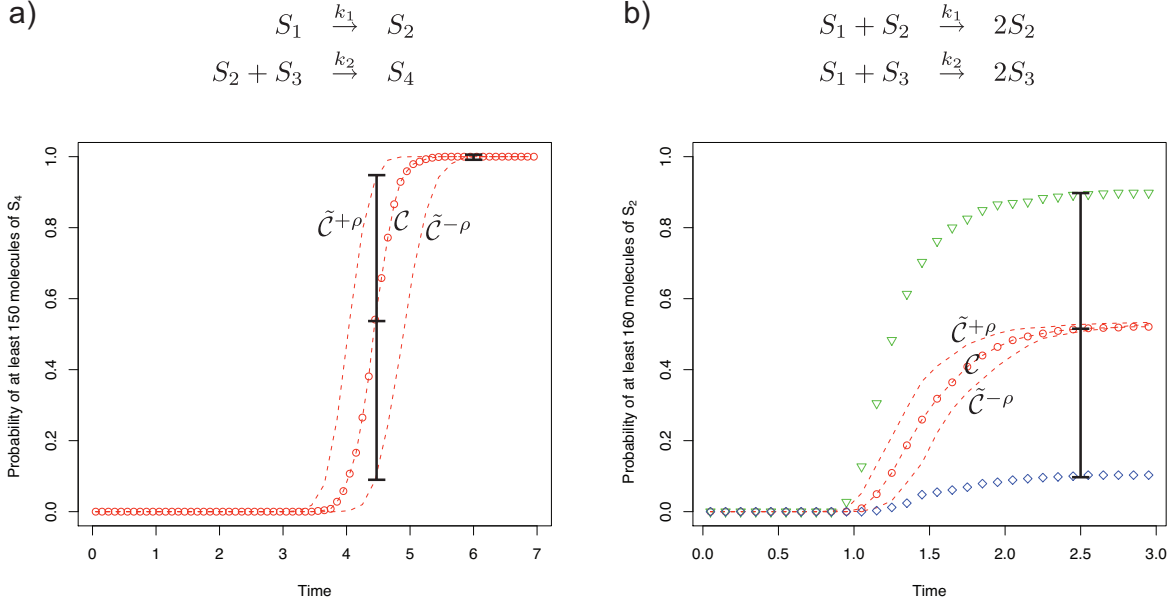 a)
S₁ →^{k₁} S₂
S₂ + S₃ →^{k₂} S₄
Probability of at least 150 molecules of S₄
1.0
0.8
0.6
0.4
0.2
0.0
C̃⁺ᵖ
C
C̃⁻ᵖ
0 1 2 3 4 5 6 7
Time
b)
S₁ + S₂ →^{k₁} 2S₂
S₁ + S₃ →^{k₂} 2S₃
Probability of at least 160 molecules of S₂
1.0
0.8
0.6
0.4
0.2
0.0
C̃⁺ᵖ
C
C̃⁻ᵖ
0.0 0.5 1.0 1.5 2.0 2.5 3.0
Time